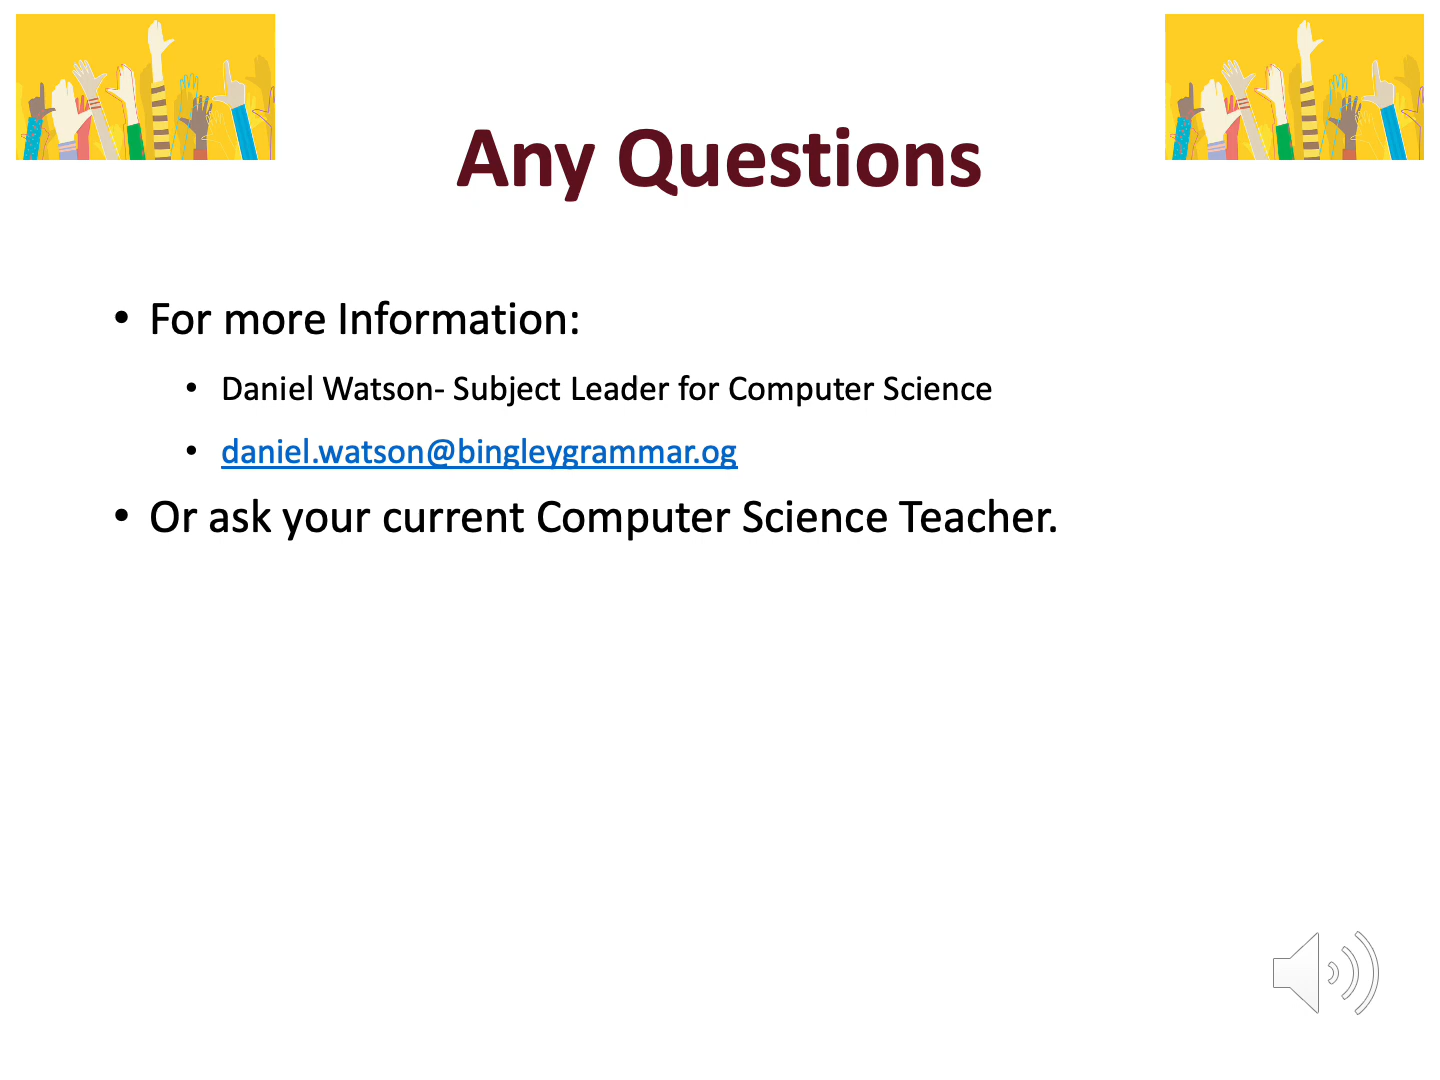 Any Questions
• For more Information:
• Daniel Watson- Subject Leader for Computer Science
• daniel.watson@bingleygrammar.og
• Or ask your current Computer Science Teacher.